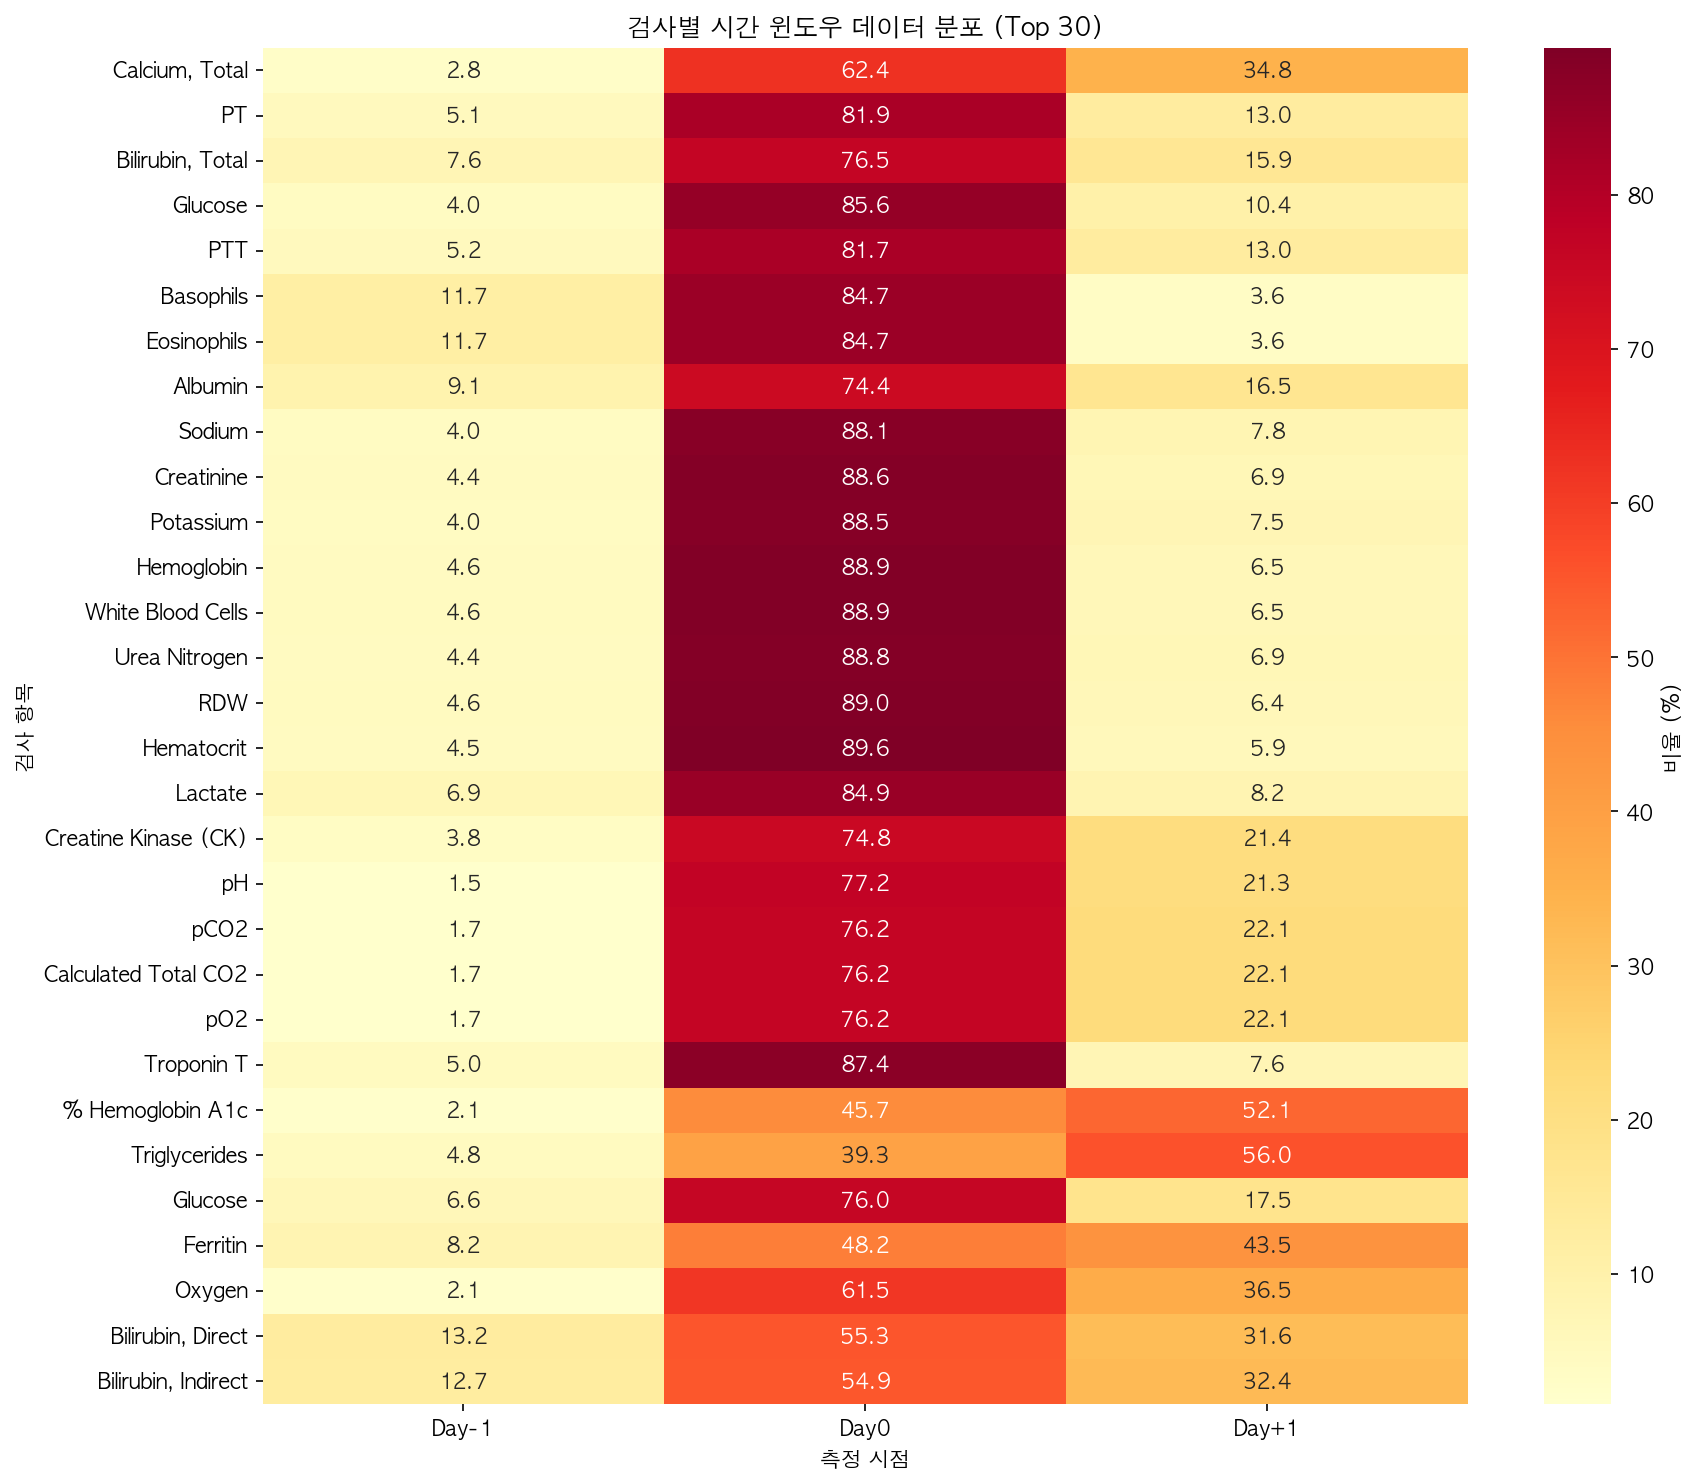 검사별 시간 윈도우 데이터 분포 (Top 30)
검사 항목
Calcium, Total 2.8 62.4 34.8
PT 5.1 81.9 13.0
Bilirubin, Total 7.6 76.5 15.9
Glucose 4.0 85.6 10.4
PTT 5.2 81.7 13.0
Basophils 11.7 84.7 3.6
Eosinophils 11.7 84.7 3.6
Albumin 9.1 74.4 16.5
Sodium 4.0 88.1 7.8
Creatinine 4.4 88.6 6.9
Potassium 4.0 88.5 7.5
Hemoglobin 4.6 88.9 6.5
White Blood Cells 4.6 88.9 6.5
Urea Nitrogen 4.4 88.8 6.9
RDW 4.6 89.0 6.4
Hematocrit 4.5 89.6 5.9
Lactate 6.9 84.9 8.2
Creatine Kinase (CK) 3.8 74.8 21.4
pH 1.5 77.2 21.3
pCO2 1.7 76.2 22.1
Calculated Total CO2 1.7 76.2 22.1
pO2 1.7 76.2 22.1
Troponin T 5.0 87.4 7.6
% Hemoglobin A1c 2.1 45.7 52.1
Triglycerides 4.8 39.3 56.0
Glucose 6.6 76.0 17.5
Ferritin 8.2 48.2 43.5
Oxygen 2.1 61.5 36.5
Bilirubin, Direct 13.2 55.3 31.6
Bilirubin, Indirect 12.7 54.9 32.4
Day-1 Day0 Day+1
측정 시점
80
70
60
50
40
30
20
10
비율 (%)